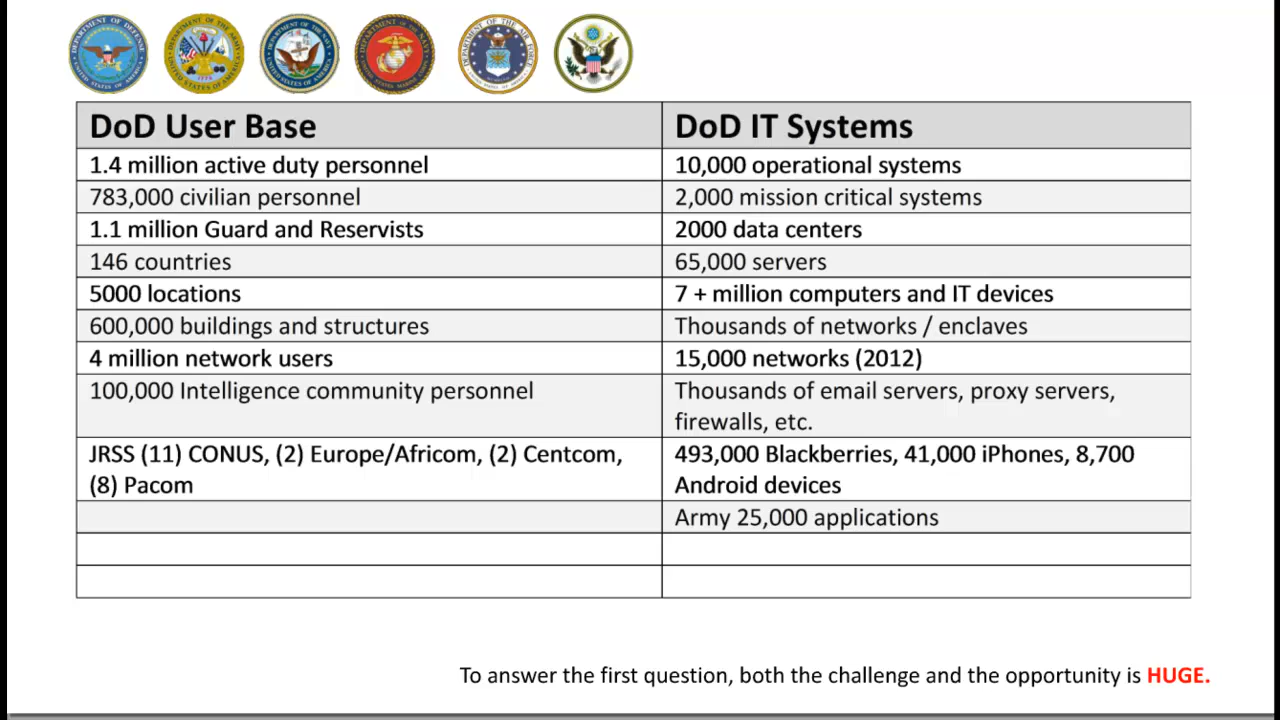 DoD User Base
DoD IT Systems
1.4 million active duty personnel
10,000 operational systems
783,000 civilian personnel
2,000 mission critical systems
1.1 million Guard and Reservists
2000 data centers
146 countries
65,000 servers
5000 locations
7 + million computers and IT devices
600,000 buildings and structures
Thousands of networks / enclaves
4 million network users
15,000 networks (2012)
100,000 Intelligence community personnel
Thousands of email servers, proxy servers,
firewalls, etc.
JRSS (11) CONUS, (2) Europe/Africom, (2) Centcom,
(8) Pacom
493,000 Blackberries, 41,000 iPhones, 8,700
Android devices
Army 25,000 applications
To answer the first question, both the challenge and the opportunity is HUGE.